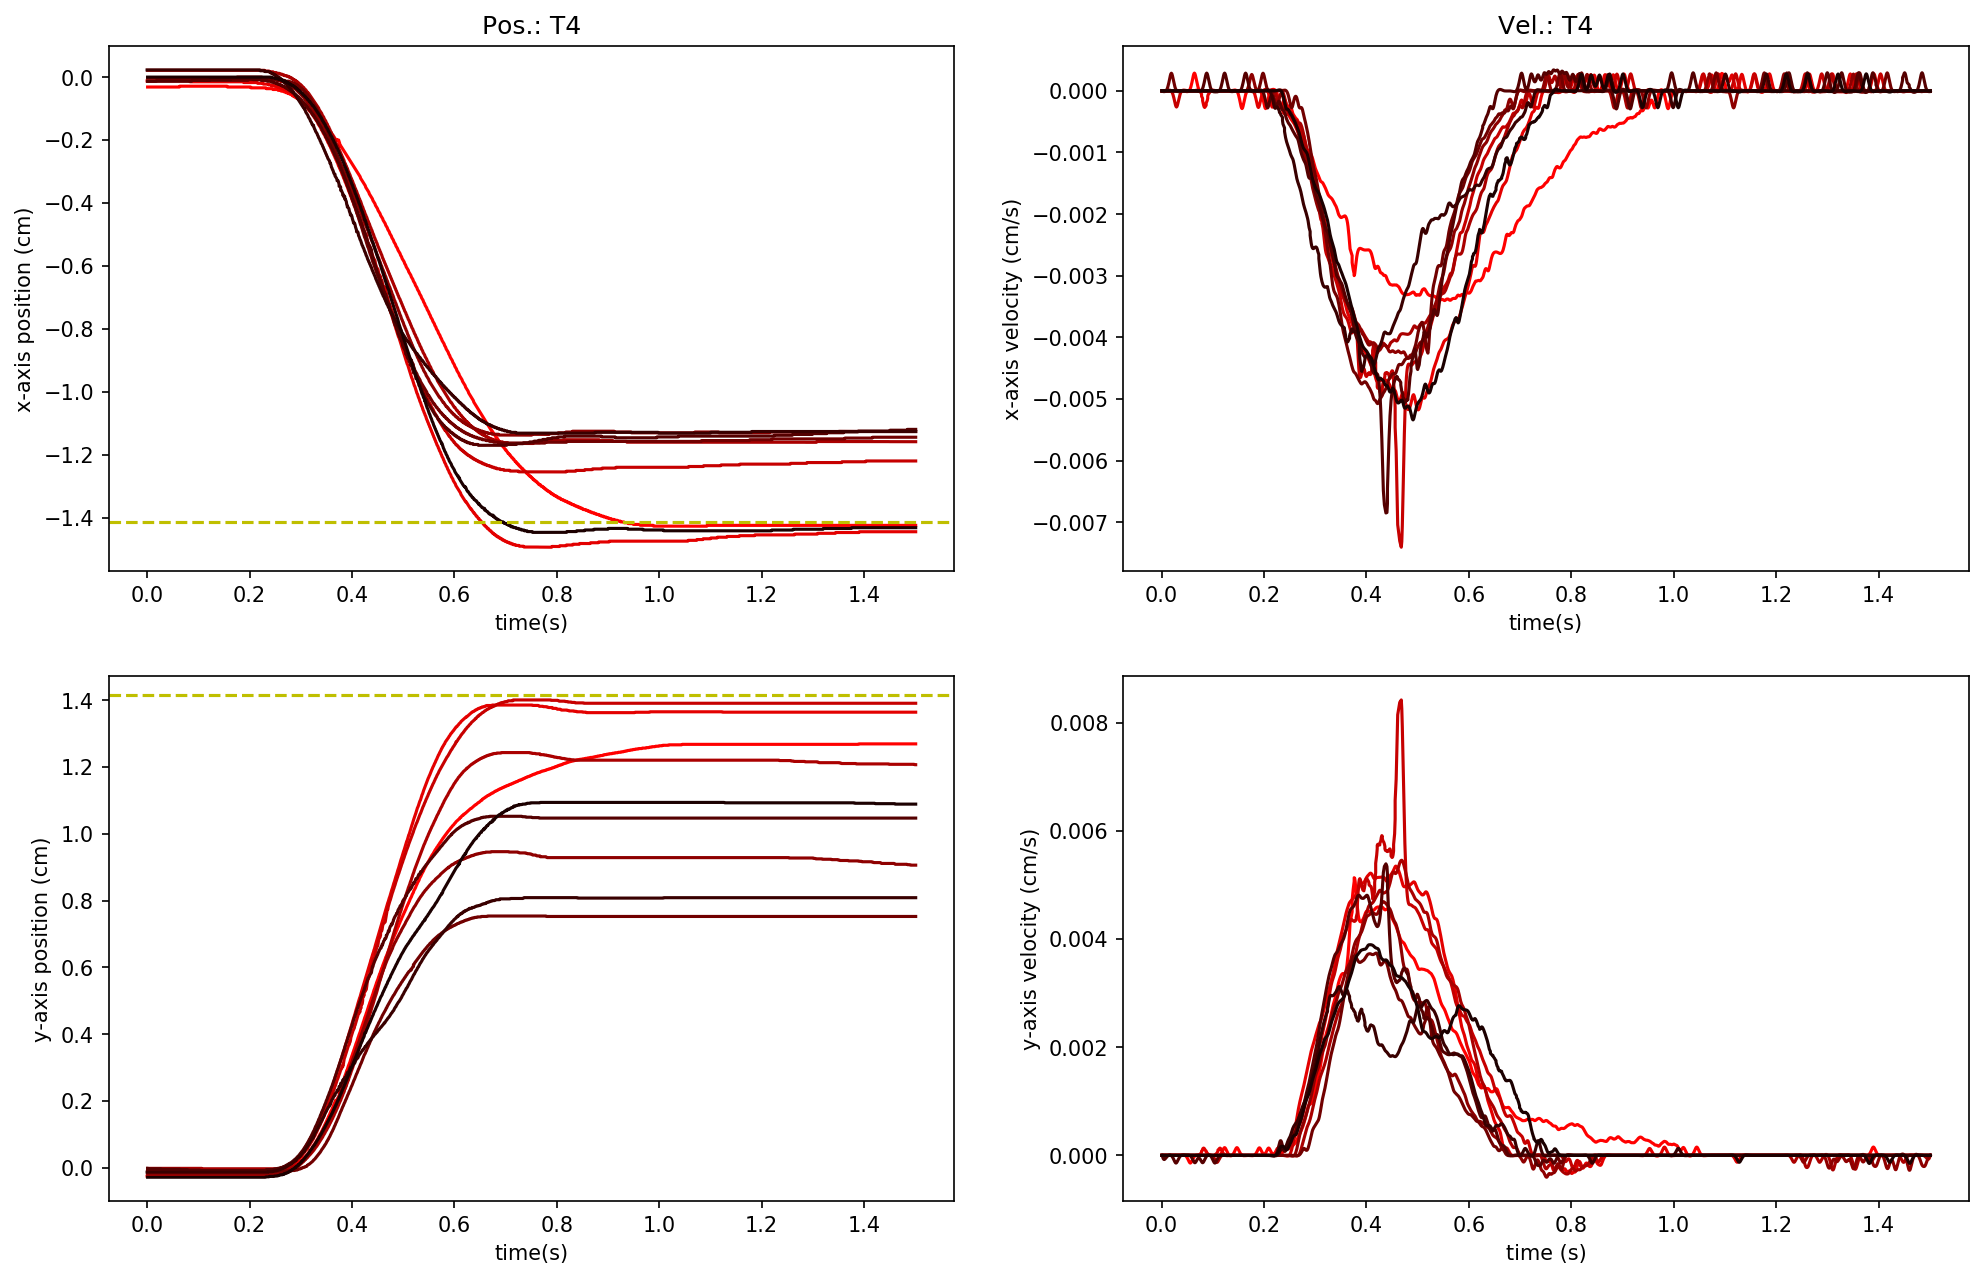 Pos.: T4
Vel.: T4
x-axis position (cm)
0.0
−0.2
−0.4
−0.6
−0.8
−1.0
−1.2
−1.4
0.0 0.2 0.4 0.6 0.8 1.0 1.2 1.4
time(s)
x-axis velocity (cm/s)
0.000
−0.001
−0.002
−0.003
−0.004
−0.005
−0.006
−0.007
0.0 0.2 0.4 0.6 0.8 1.0 1.2 1.4
time(s)
y-axis position (cm)
1.4
1.2
1.0
0.8
0.6
0.4
0.2
0.0
0.0 0.2 0.4 0.6 0.8 1.0 1.2 1.4
time(s)
y-axis velocity (cm/s)
0.008
0.006
0.004
0.002
0.000
0.0 0.2 0.4 0.6 0.8 1.0 1.2 1.4
time (s)